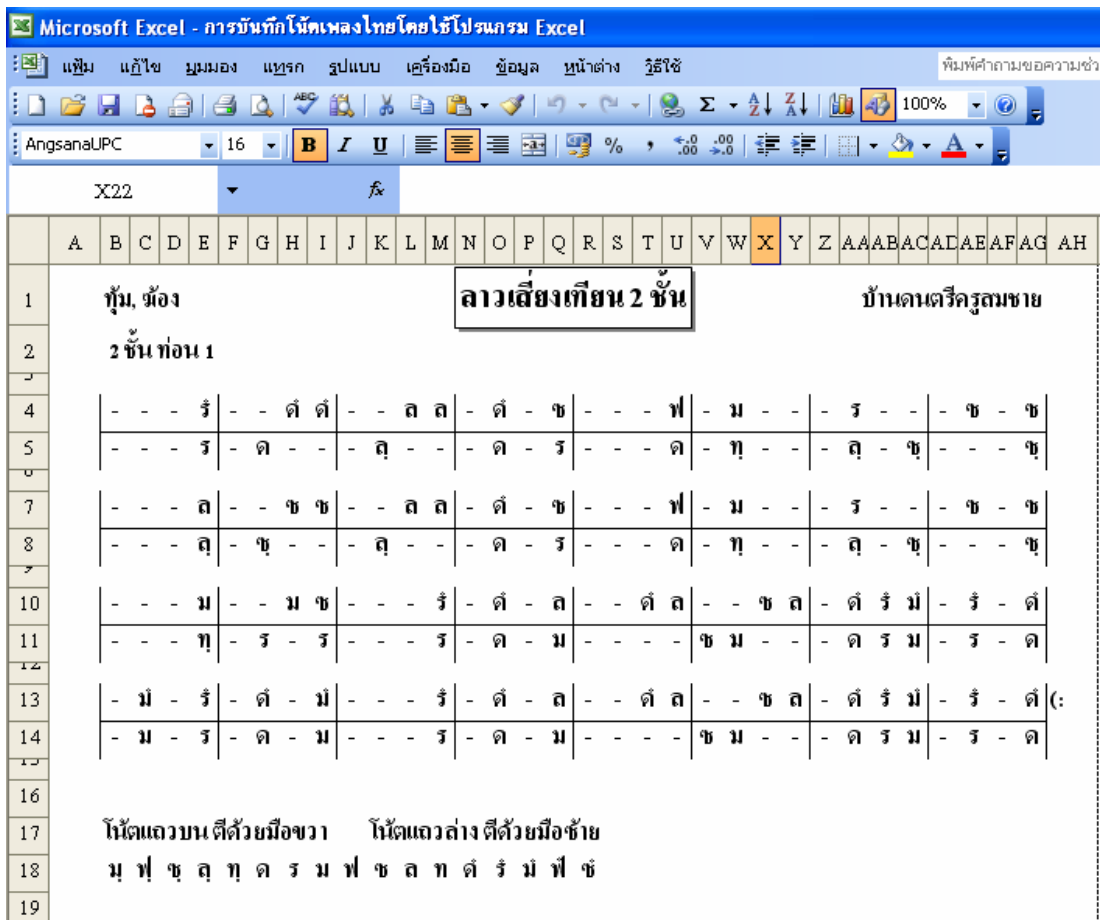 Microsoft Excel - การบันทึกโน้ตเพลงไทยโดยใช้โปรแกรม Excel
แฟ้ม แก้ไข มุมมอง แทรก รูปแบบ เครื่องมือ ข้อมูล หน้าต่าง วิธีใช้ พิมพ์คำถามขอความช่ว
100%
AngsanaUPC 16 B I U
X22 fx
A B C D E F G H I J K L M N O P Q R S T U V W X Y Z AA AB AC AD AE AF AG AH
1 ทุ้ม, ฆ้อง ลาวเสี่ยงเทียน 2 ชั้น บ้านดนตรีครูสมชาย
2 2 ชั้น ท่อน 1
3
4 | - - - รํ | - - ดํ ดํ | - - ล ล | - ดํ - ซ | - - - ฟ | - ม - - | - ร - - | - ซ - ซ |
5 | - - - ร | - ด - - | - ลฺ - - | - ด - ร | - - - ด | - ทฺ - - | - ลฺ - ซฺ | - - - ซฺ |
6
7 | - - - ล | - - ซ ซ | - - ล ล | - ดํ - ซ | - - - ฟ | - ม - - | - ร - - | - ซ - ซ |
8 | - - - ลฺ | - ซฺ - - | - ลฺ - - | - ด - ร | - - - ด | - ทฺ - - | - ลฺ - ซฺ | - - - ซฺ |
9
10 | - - - ม | - - ม ซ | - - - รํ | - ดํ - ล | - - ดํ ล | - - ซ ล | - ดํ รํ มํ | - รํ - ดํ |
11 | - - - ทฺ | - ร - ร | - - - ร | - ด - ม | - - - - | ซ ม - - | - ด ร ม | - ร - ด |
12
13 | - มํ - รํ | - ดํ - มํ | - - - รํ | - ดํ - ล | - - ดํ ล | - - ซ ล | - ดํ รํ มํ | - รํ - ดํ | (:
14 | - ม - ร | - ด - ม | - - - ร | - ด - ม | - - - - | ซ ม - - | - ด ร ม | - ร - ด |
15
16
17 โน้ตแถวบน ตีด้วยมือขวา โน้ตแถวล่าง ตีด้วยมือซ้าย
18 มฺ ฟฺ ซฺ ลฺ ทฺ ด ร ม ฟ ซ ล ท ดํ รํ มํ ฟํ ซํ
19